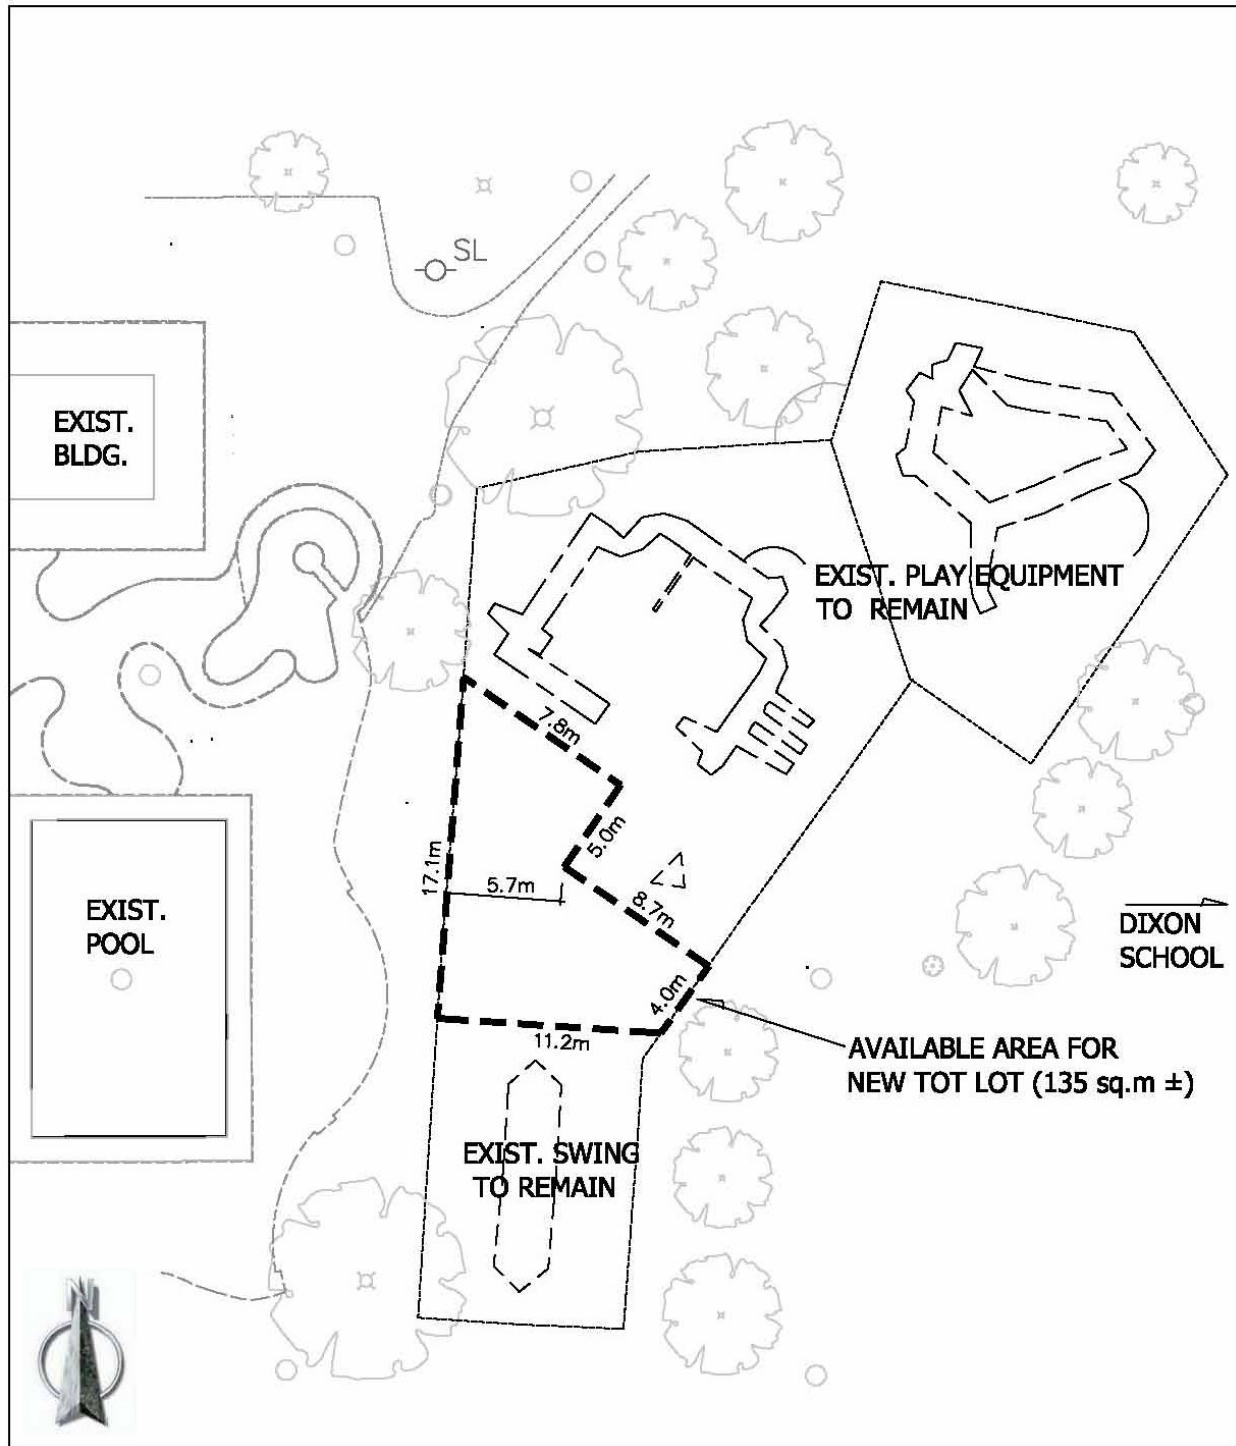 SL
EXIST.
BLDG.
EXIST. PLAY EQUIPMENT
TO REMAIN
7.8m
5.0m
17.1m
5.7m
8.7m
EXIST.
POOL
DIXON
SCHOOL
4.0m
11.2m
AVAILABLE AREA FOR
NEW TOT LOT (135 sq.m ±)
EXIST. SWING
TO REMAIN
N